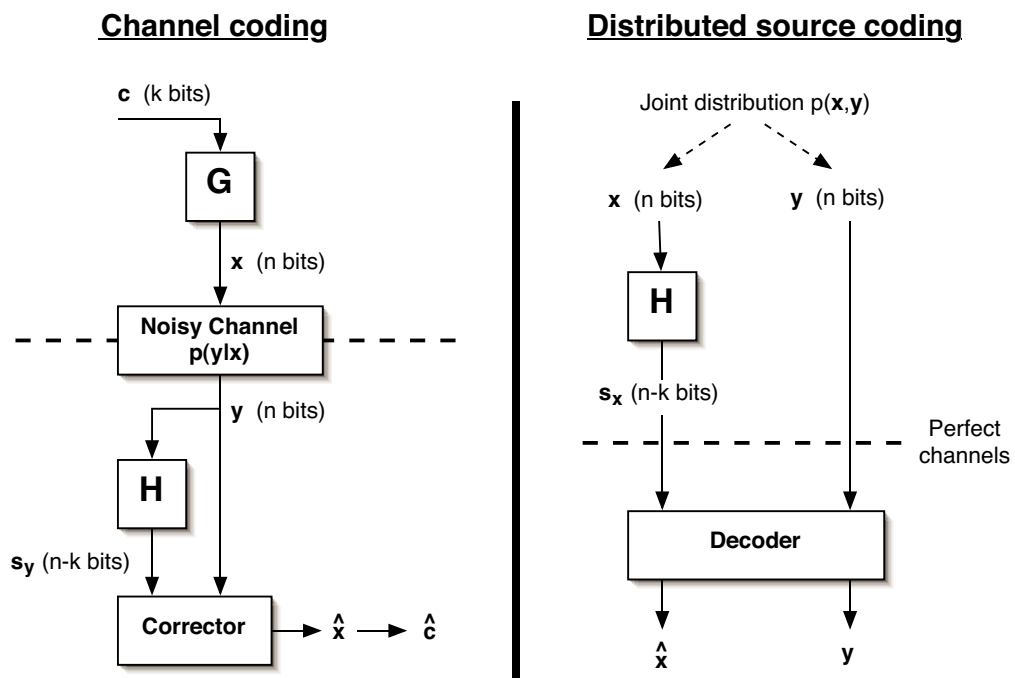 Channel coding
c (k bits)
G
x (n bits)
Noisy Channel
p(y|x)
y (n bits)
H
s_y (n-k bits)
Corrector
x̂
ĉ
Distributed source coding
Joint distribution p(x,y)
x (n bits)
y (n bits)
H
s_x (n-k bits)
Perfect
channels
Decoder
x̂
y